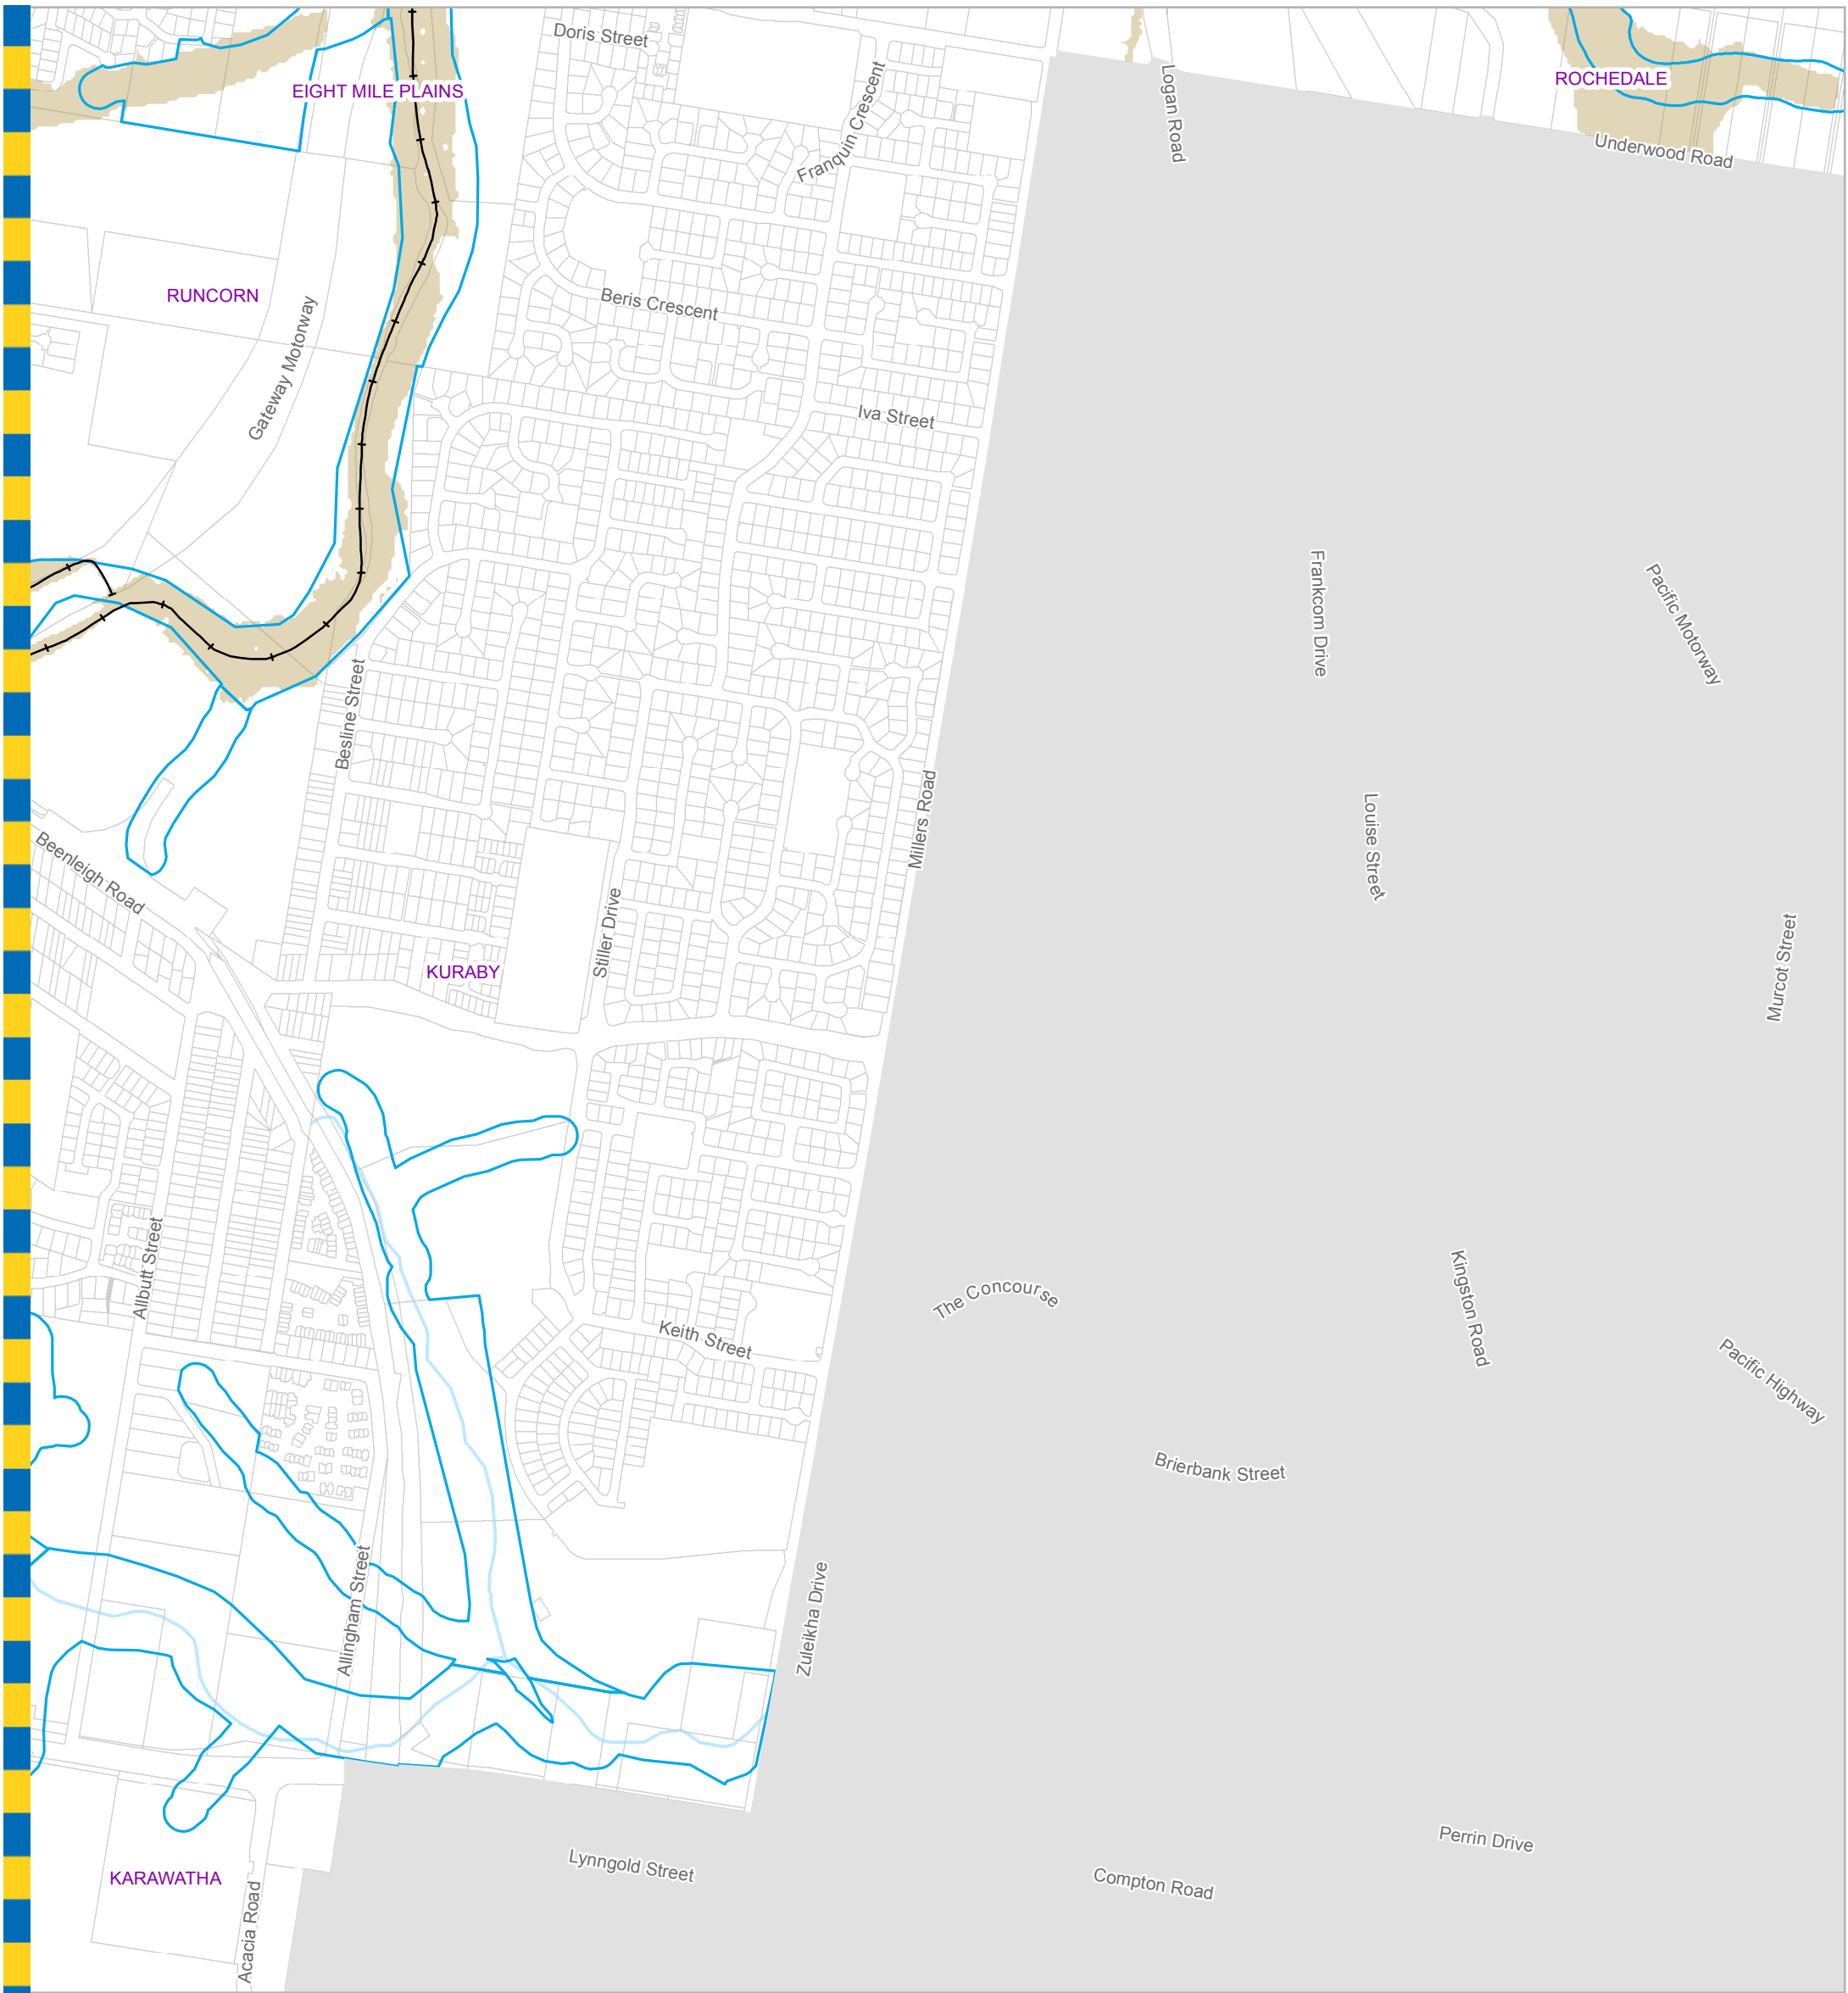 Doris Street
Logan Road
ROCHEDALE
EIGHT MILE PLAINS
Franquin Crescent
Underwood Road
RUNCORN
Beris Crescent
Gateway Motorway
Iva Street
Frankcom Drive
Pacific Motorway
Besline Street
Millers Road
Louise Street
Beenleigh Road
Stiller Drive
Murcot Street
KURABY
Allbutt Street
The Concourse
Kingston Road
Keith Street
Pacific Highway
Brierbank Street
Allingham Street
Zuleikha Drive
Perrin Drive
Lynngold Street
Compton Road
KARAWATHA
Acacia Road